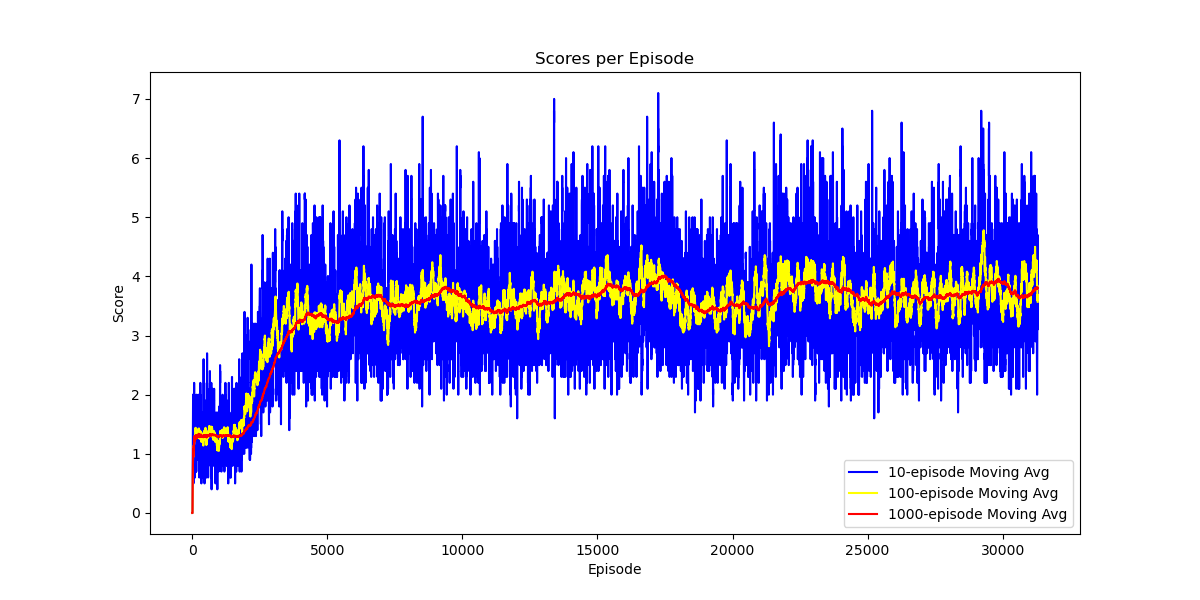 Scores per Episode
Score
7
6
5
4
3
2
1
0
10-episode Moving Avg
100-episode Moving Avg
1000-episode Moving Avg
0 5000 10000 15000 20000 25000 30000
Episode